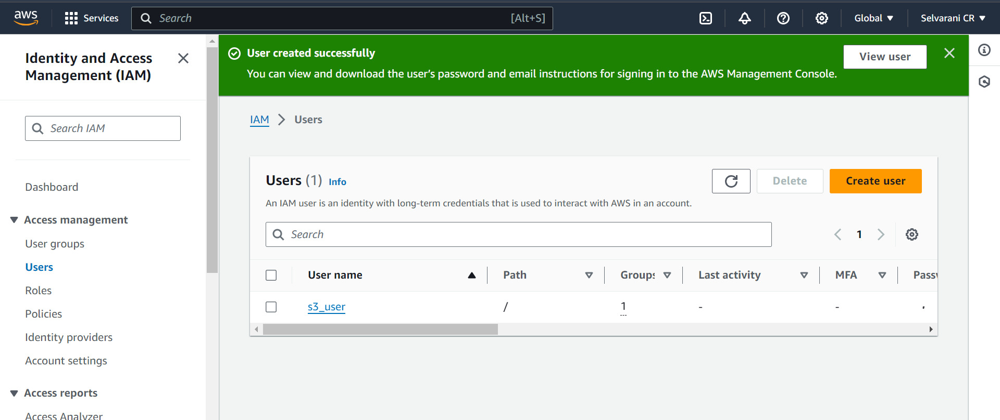 aws
Services
Search
[Alt+S]
Global
Selvarani CR
Identity and Access
Management (IAM)
Search IAM
Dashboard
Access management
User groups
Users
Roles
Policies
Identity providers
Account settings
Access reports
Access Analyzer
User created successfully
You can view and download the user’s password and email instructions for signing in to the AWS Management Console.
View user
IAM
Users
Users (1) Info
Delete
Create user
An IAM user is an identity with long-term credentials that is used to interact with AWS in an account.
Search
1
User name
Path
Groups
Last activity
MFA
s3_user
/
1
-
-